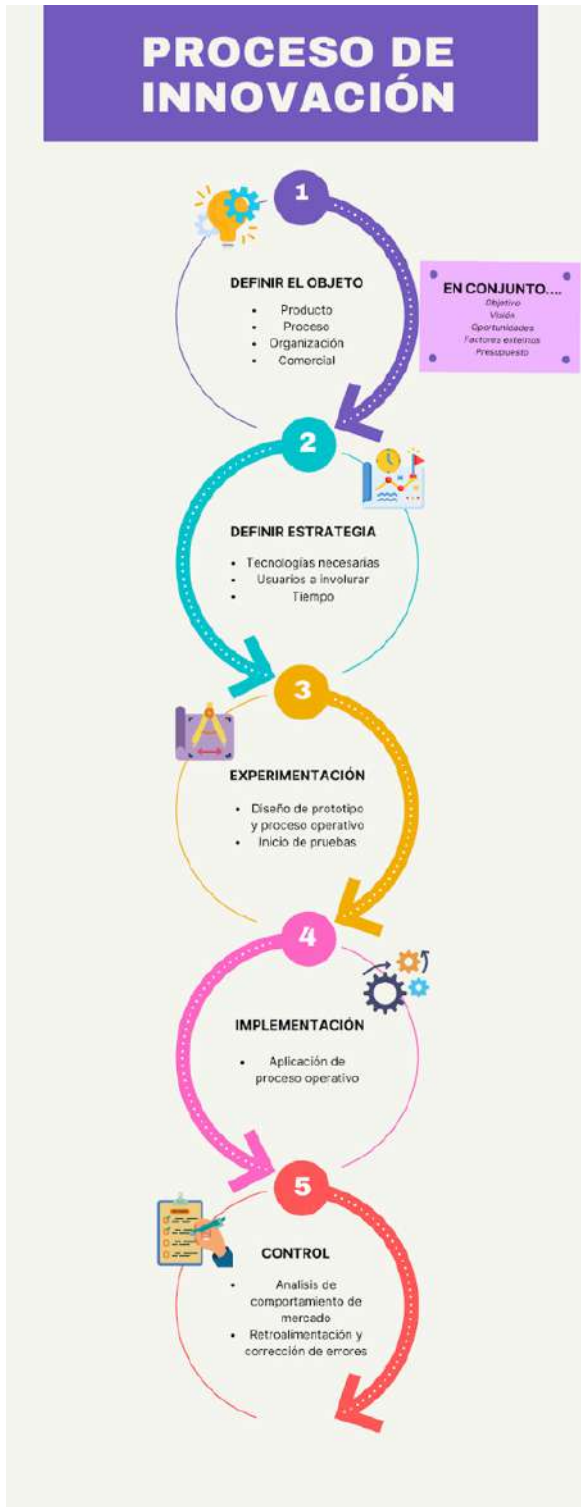 PROCESO DE
INNOVACIÓN
1
DEFINIR EL OBJETO
• Producto
• Proceso
• Organización
• Comercial
EN CONJUNTO....
Objetivo
Visión
Oportunidades
Factores externos
Presupuesto
2
DEFINIR ESTRATEGIA
• Tecnologías necesarias
• Usuarios a involurar
• Tiempo
3
EXPERIMENTACIÓN
• Diseño de prototipo
y proceso operativo
• Inicio de pruebas
4
IMPLEMENTACIÓN
• Aplicación de
proceso operativo
5
CONTROL
• Analisis de
comportamiento de
mercado
• Retroalimentación y
corrección de errores